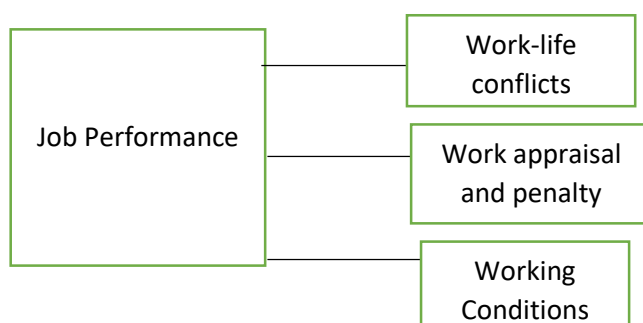 Job Performance
Work-life
conflicts
Work appraisal
and penalty
Working
Conditions